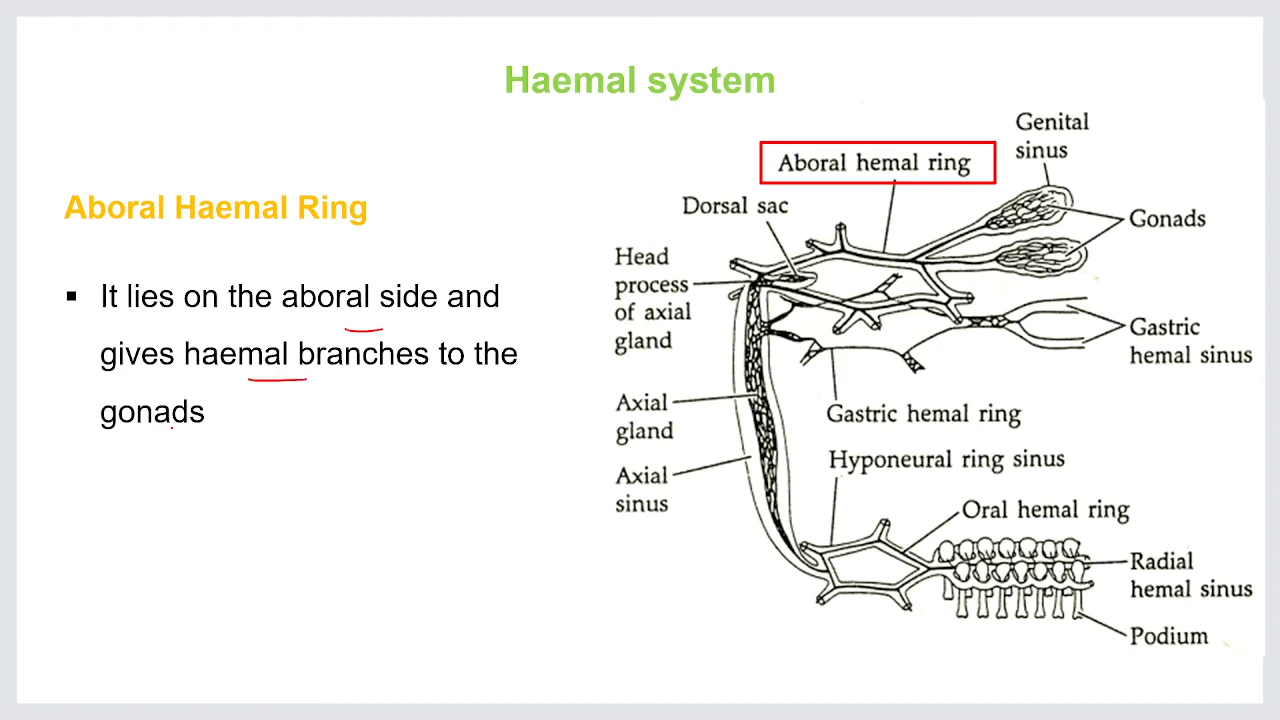 Haemal system
Aboral Haemal Ring
▪ It lies on the aboral side and
gives haemal branches to the
gonads
Genital
sinus
Aboral hemal ring
Dorsal sac
Gonads
Head
process
of axial
gland
Gastric
hemal sinus
Axial
gland
Gastric hemal ring
Hyponeural ring sinus
Axial
sinus
Oral hemal ring
Radial
hemal sinus
Podium